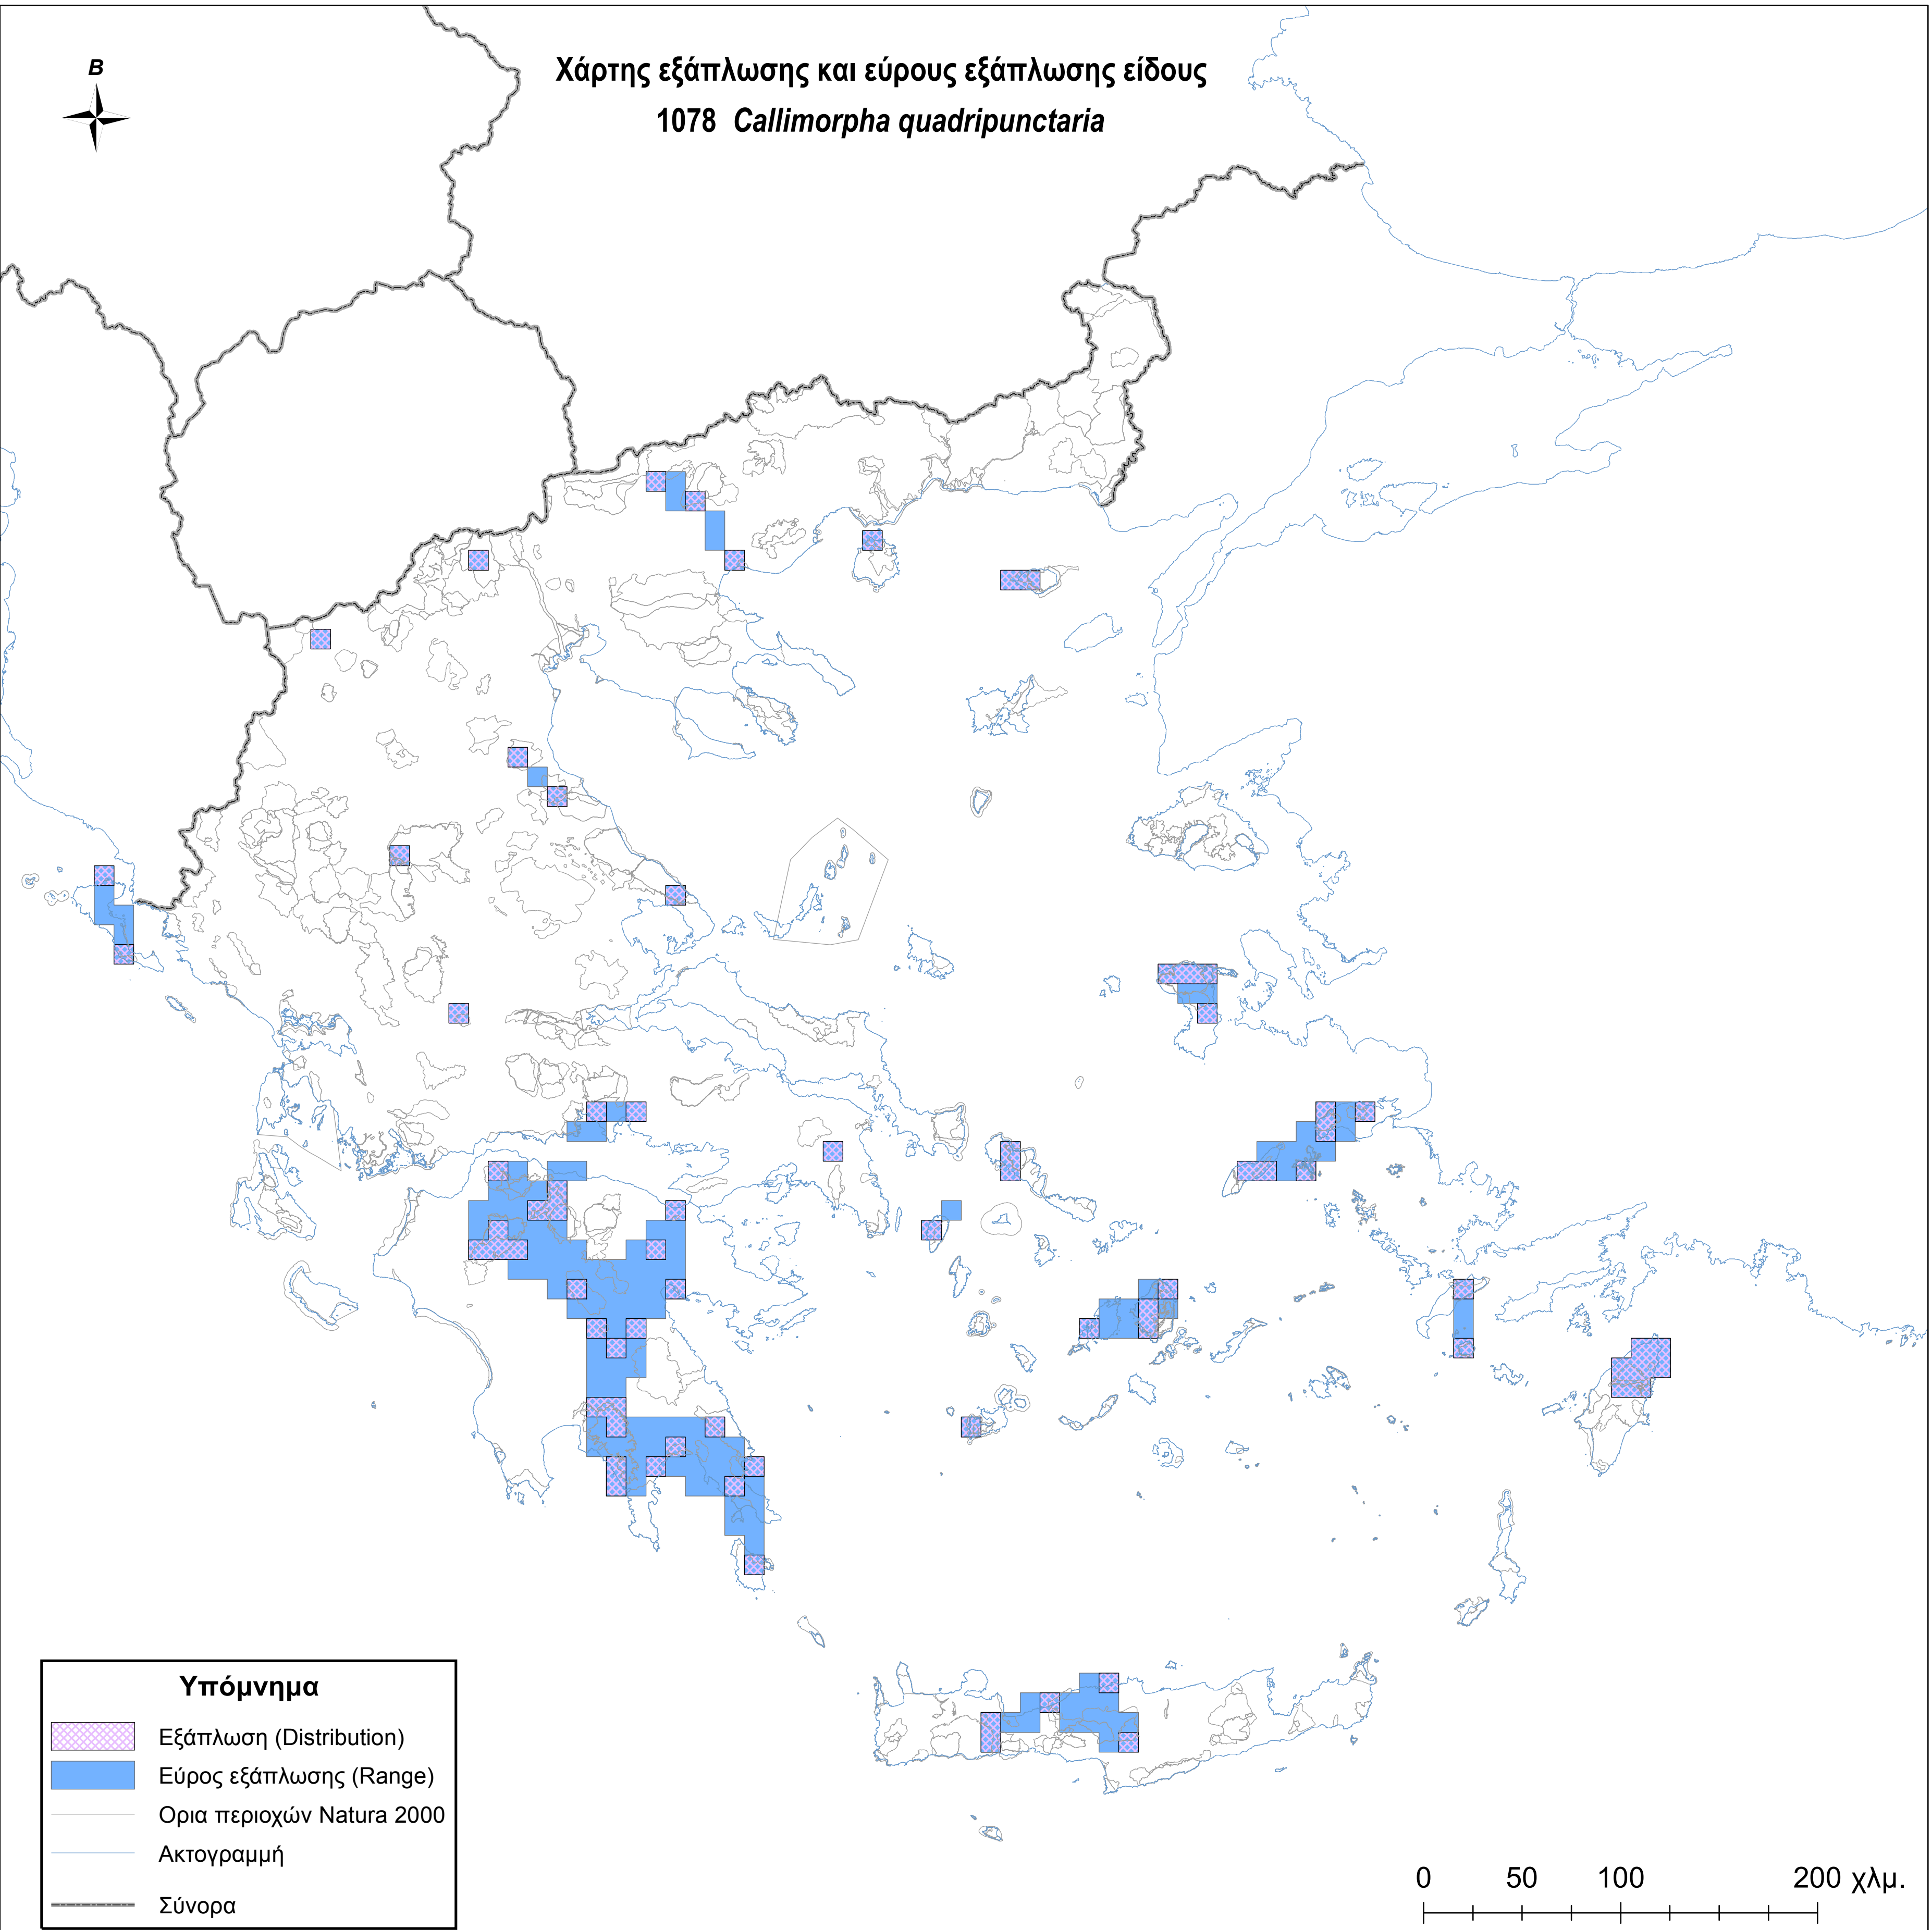 B
Χάρτης εξάπλωσης και εύρους εξάπλωσης είδους
1078 Callimorpha quadripunctaria
Υπόμνημα
Εξάπλωση (Distribution)
Εύρος εξάπλωσης (Range)
Ορια περιοχών Natura 2000
Ακτογραμμή
Σύνορα
0 50 100 200 χλμ.